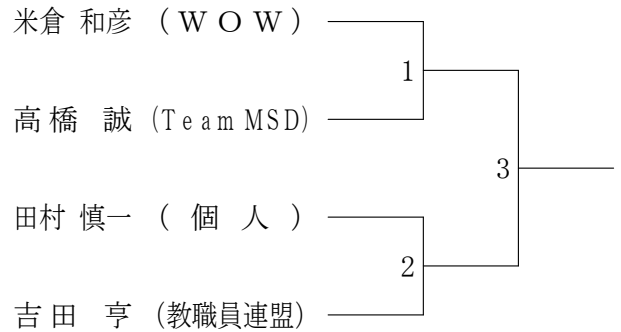 米倉 和彦 (ＷＯＷ)
1
高橋 誠 (Team MSD)
3
田村 慎一 (個人)
2
吉田 亨 (教職員連盟)